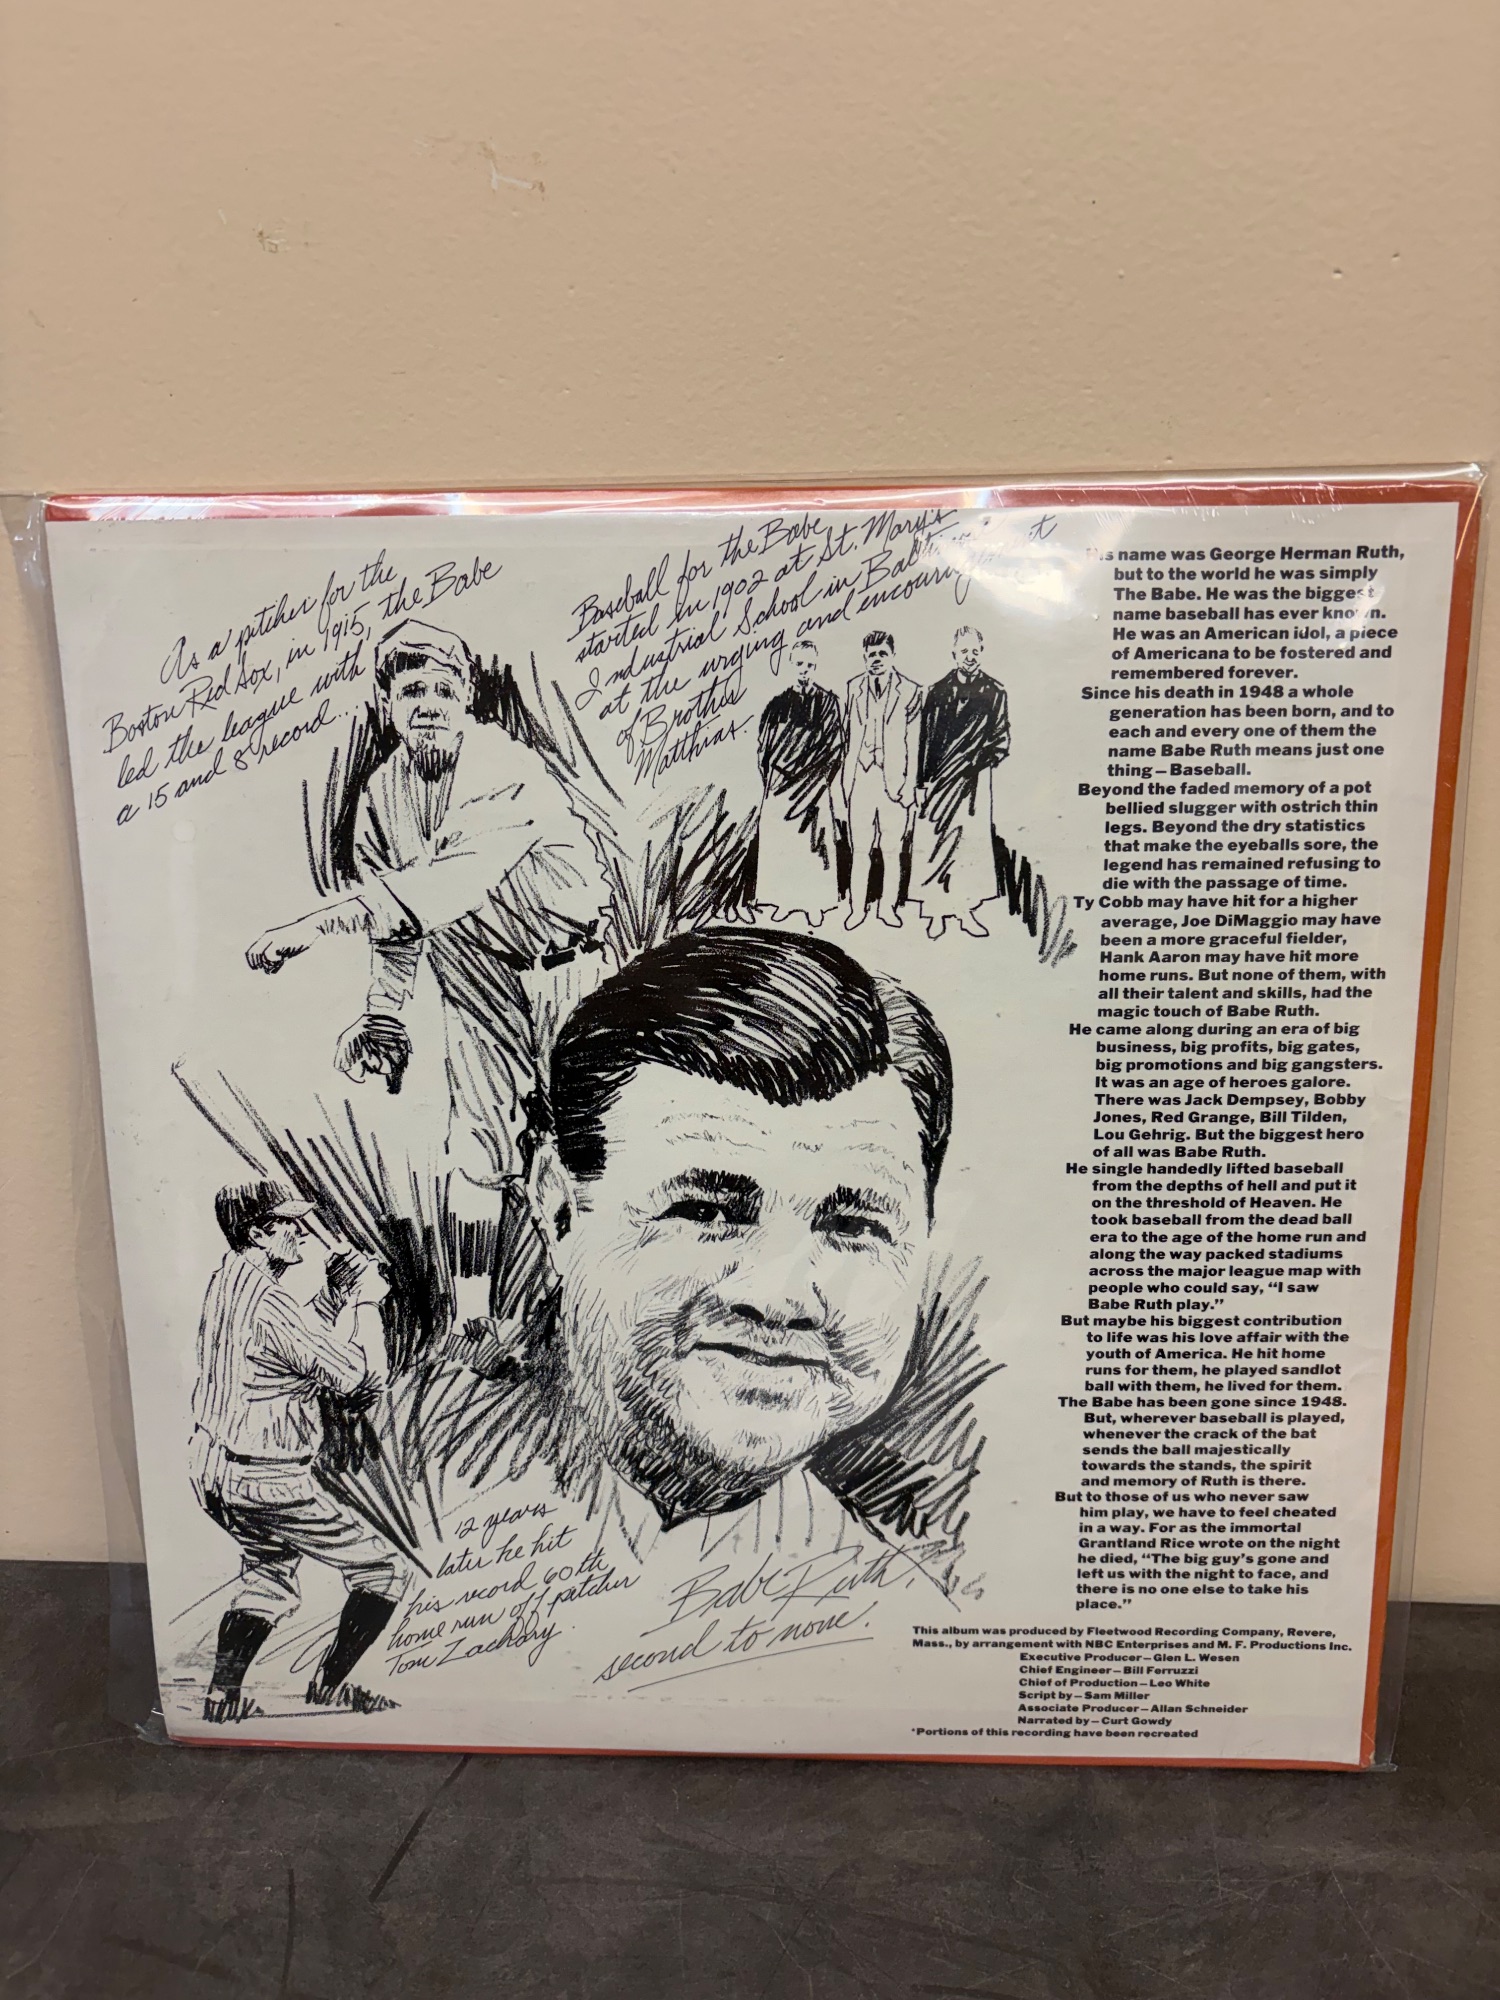 As a pitcher for the
Boston Red Sox, in 1915, the Babe
led the league with
a 15 and 8 record...
Baseball for the Babe
started in 1902 at St. Mary's
Industrial School in
at the urging and encouragement
of Brother
Matthias.
His name was George Herman Ruth,
but to the world he was simply
The Babe. He was the biggest
name baseball has ever known.
He was an American idol, a piece
of Americana to be fostered and
remembered forever.
Since his death in 1948 a whole
generation has been born, and to
each and every one of them the
name Babe Ruth means just one
thing—Baseball.
Beyond the faded memory of a pot
bellied slugger with ostrich thin
legs. Beyond the dry statistics
that make the eyeballs sore, the
legend has remained refusing to
die with the passage of time.
Ty Cobb may have hit for a higher
average, Joe DiMaggio may have
been a more graceful fielder,
Hank Aaron may have hit more
home runs. But none of them, with
all their talent and skills, had the
magic touch of Babe Ruth.
He came along during an era of big
business, big profits, big gates,
big promotions and big gangsters.
It was an age of heroes galore.
There was Jack Dempsey, Bobby
Jones, Red Grange, Bill Tilden,
Lou Gehrig. But the biggest hero
of all was Babe Ruth.
He single handedly lifted baseball
from the depths of hell and put it
on the threshold of Heaven. He
took baseball from the dead ball
era to the age of the home run and
along the way packed stadiums
across the major league map with
people who could say, "I saw
Babe Ruth play."
But maybe his biggest contribution
to life was his love affair with the
youth of America. He hit home
runs for them, he played sandlot
ball with them, he lived for them.
The Babe has been gone since 1948.
But, wherever baseball is played,
whenever the crack of the bat
sends the ball majestically
towards the stands, the spirit
and memory of Ruth is there.
But to those of us who never saw
him play, we have to feel cheated
in a way. For as the immortal
Grantland Rice wrote on the night
he died, "The big guy's gone and
left us with the night to face, and
there is no one else to take his
place."
12 years
later he hit
his record 60th
home run off pitcher
Tom Zachary.
Babe Ruth,
second to none.
This album was produced by Fleetwood Recording Company, Revere,
Mass., by arrangement with NBC Enterprises and M. F. Productions Inc.
Executive Producer—Glen L. Wesen
Chief Engineer—Bill Ferruzzi
Chief of Production—Leo White
Script by—Sam Miller
Associate Producer—Allan Schneider
Narrated by—Curt Gowdy
*Portions of this recording have been recreated